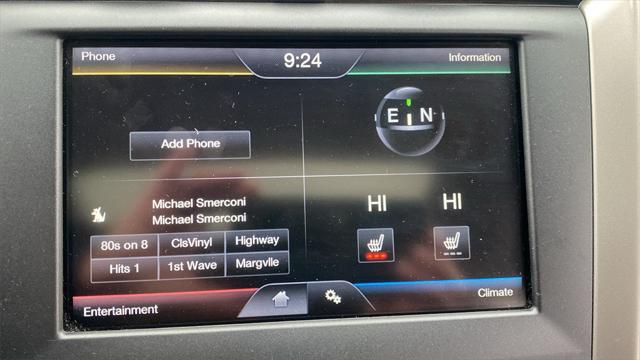 Phone
9:24
Information
E N
Add Phone
Michael Smerconi
Michael Smerconi
HI HI
80s on 8 ClsVinyl Highway
Hits 1 1st Wave Margvlle
Entertainment
Climate